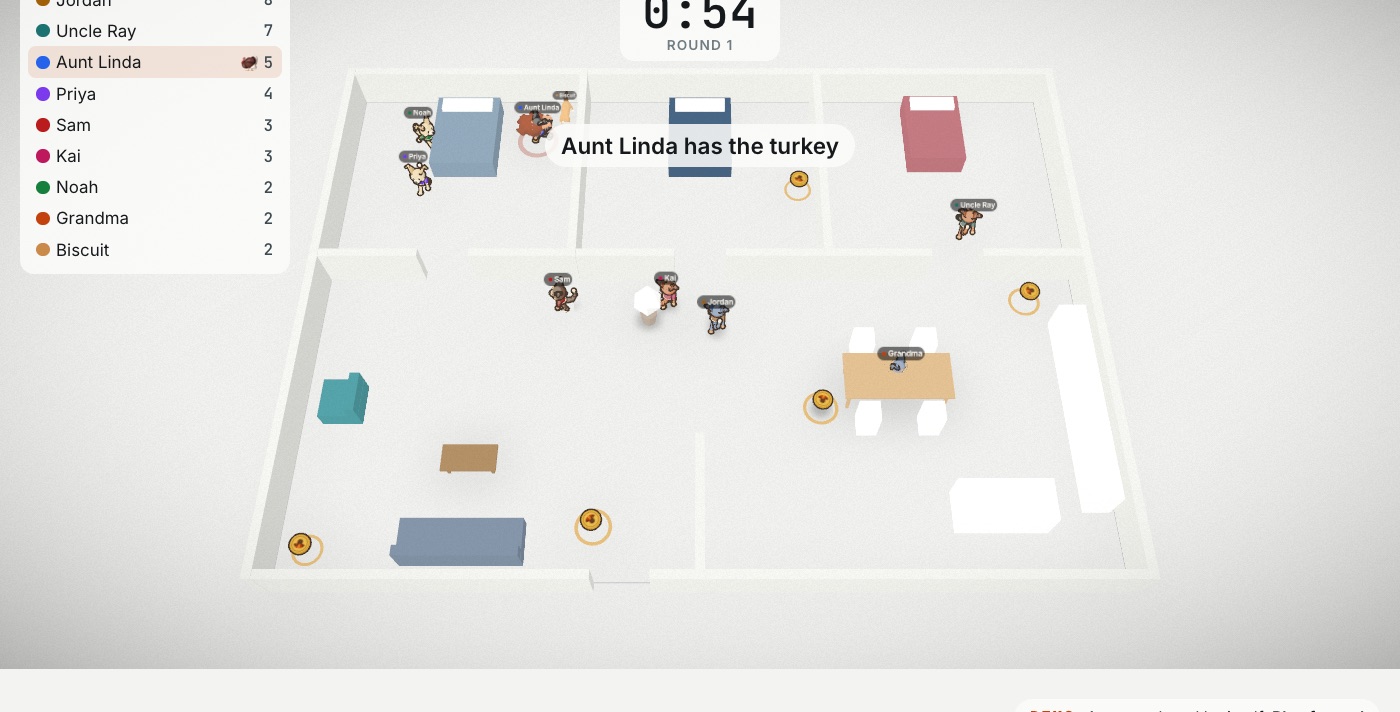 Jordan 8
0:54
Uncle Ray 7
ROUND 1
Aunt Linda 5
Priya 4
Sam 3
Kai 3
Noah 2
Grandma 2
Biscuit 2
Biscuit
Noah
Aunt Linda
Aunt Linda has the turkey
Priya
Uncle Ray
Sam
Kai
Jordan
Grandma